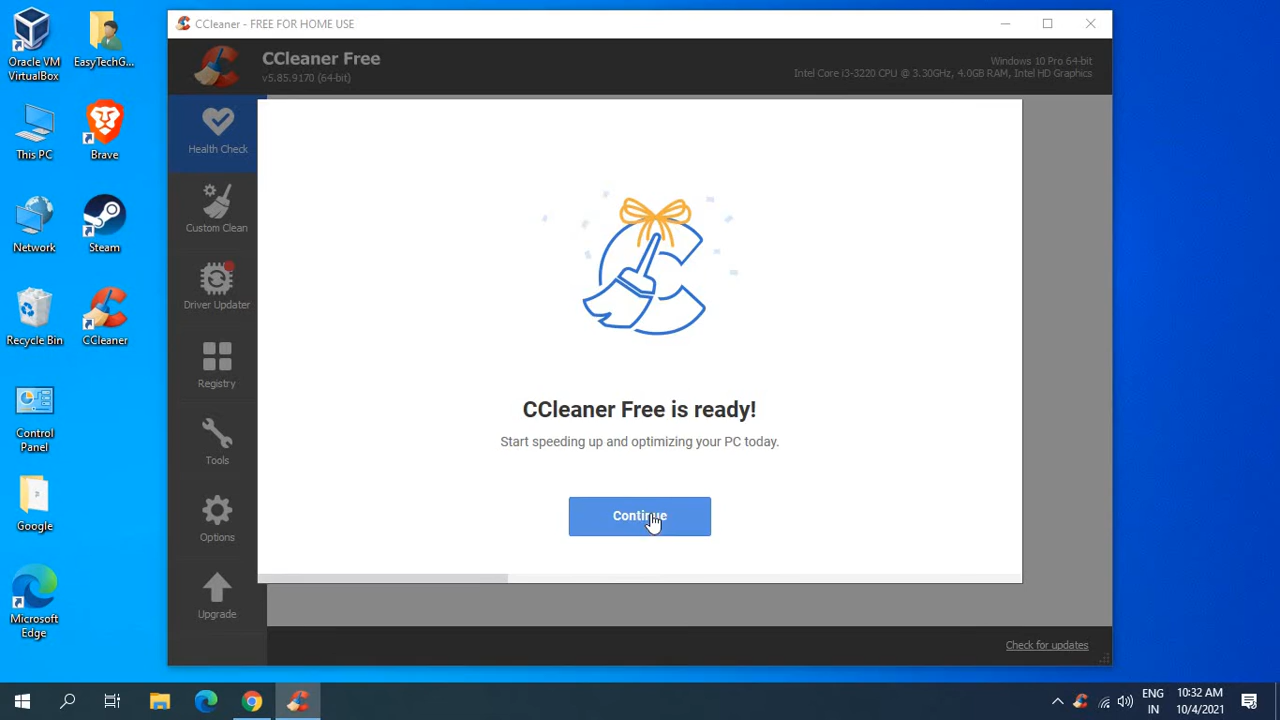 Oracle VM
VirtualBox
EasyTechG...
This PC
Brave
Network
Steam
Recycle Bin
CCleaner
Control
Panel
Google
Microsoft
Edge
CCleaner - FREE FOR HOME USE
CCleaner Free
v5.85.9170 (64-bit)
Windows 10 Pro 64-bit
Intel Core i3-3220 CPU @ 3.30GHz, 4.0GB RAM, Intel HD Graphics
Health Check
Custom Clean
Driver Updater
Registry
Tools
Options
Upgrade
CCleaner Free is ready!
Start speeding up and optimizing your PC today.
Continue
Check for updates
ENG
IN
10:32 AM
10/4/2021